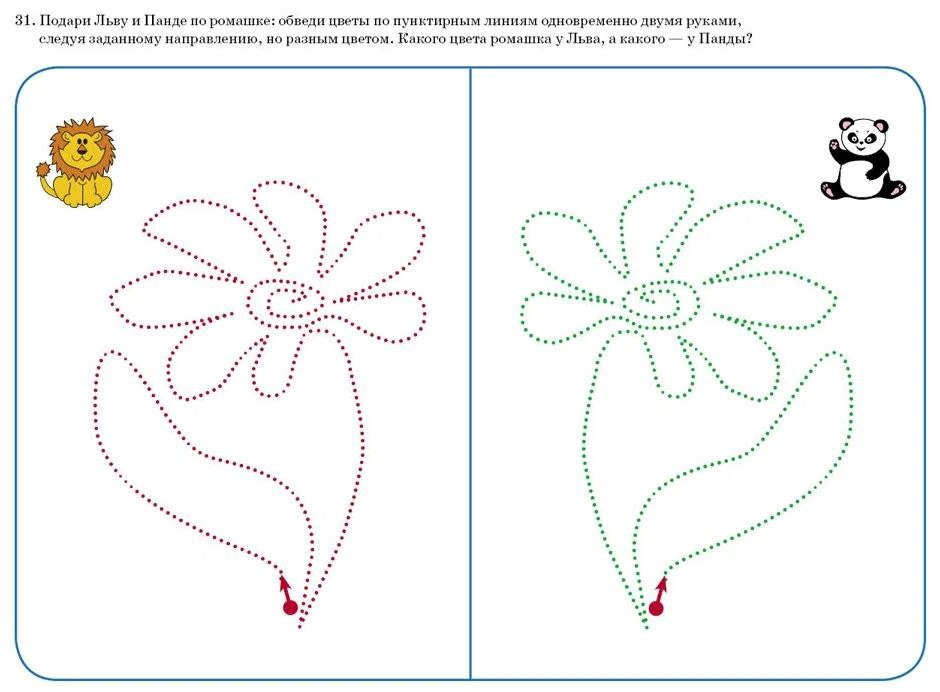 31. Подари Льву и Панде по ромашке: обведи цветы по пунктирным линиям одновременно двумя руками,
следуя заданному направлению, но разным цветом. Какого цвета ромашка у Льва, а какого — у Панды?